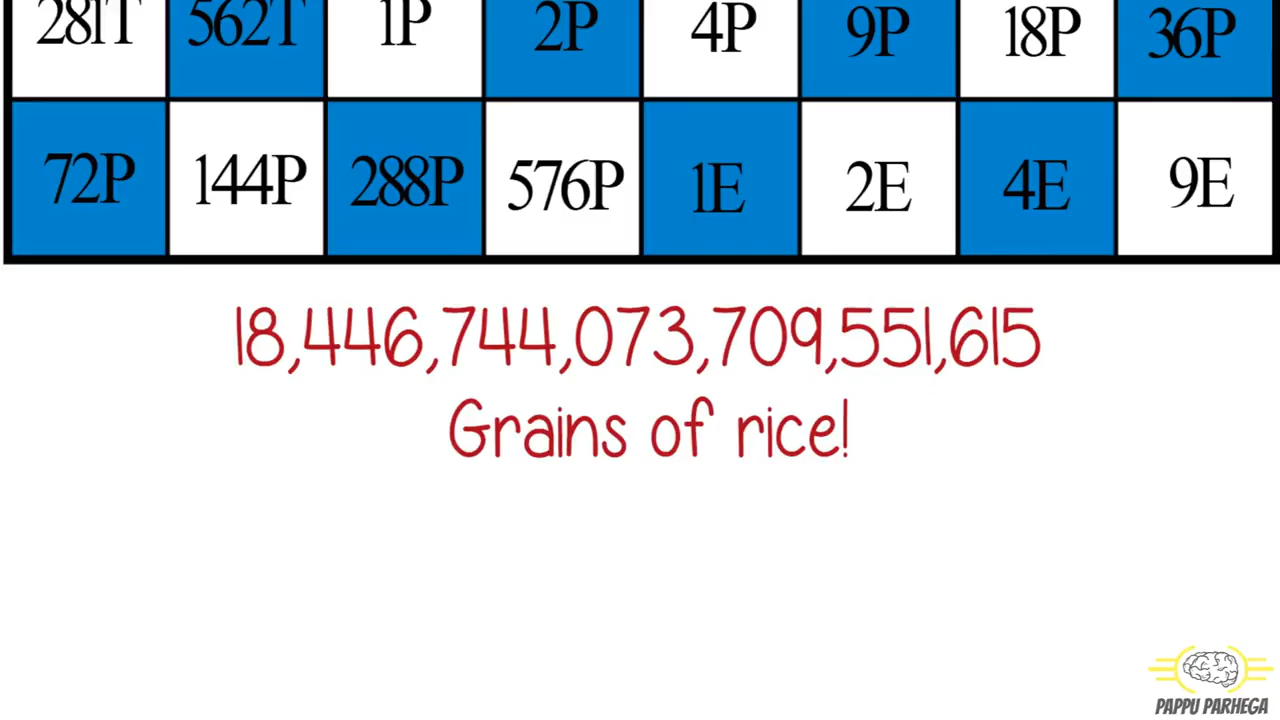 281T 562T 1P 2P 4P 9P 18P 36P
72P 144P 288P 576P 1E 2E 4E 9E
18,446,744,073,709,551,615
Grains of rice!
PAPPU PARHEGA